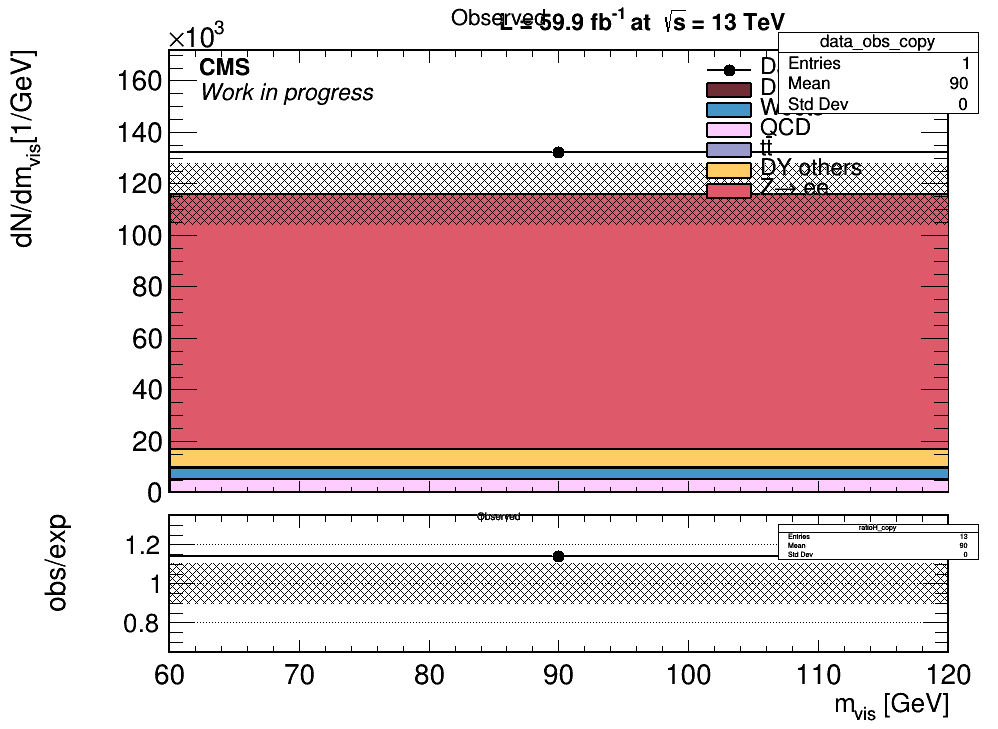 Observed
L = 59.9 fb-1 at √s = 13 TeV
×10³
data_obs_copy
Entries 1
Mean 90
Std Dev 0
CMS
Work in progress
dN/dm_vis[1/GeV]
160
140
120
100
80
60
40
20
0
D
D
QCD
tt̄
DY others
Z→ ee
Observed
ratioH_copy
Entries 13
Mean 90
Std Dev 0
obs/exp
1.2
1
0.8
60 70 80 90 100 110 120
m_vis [GeV]